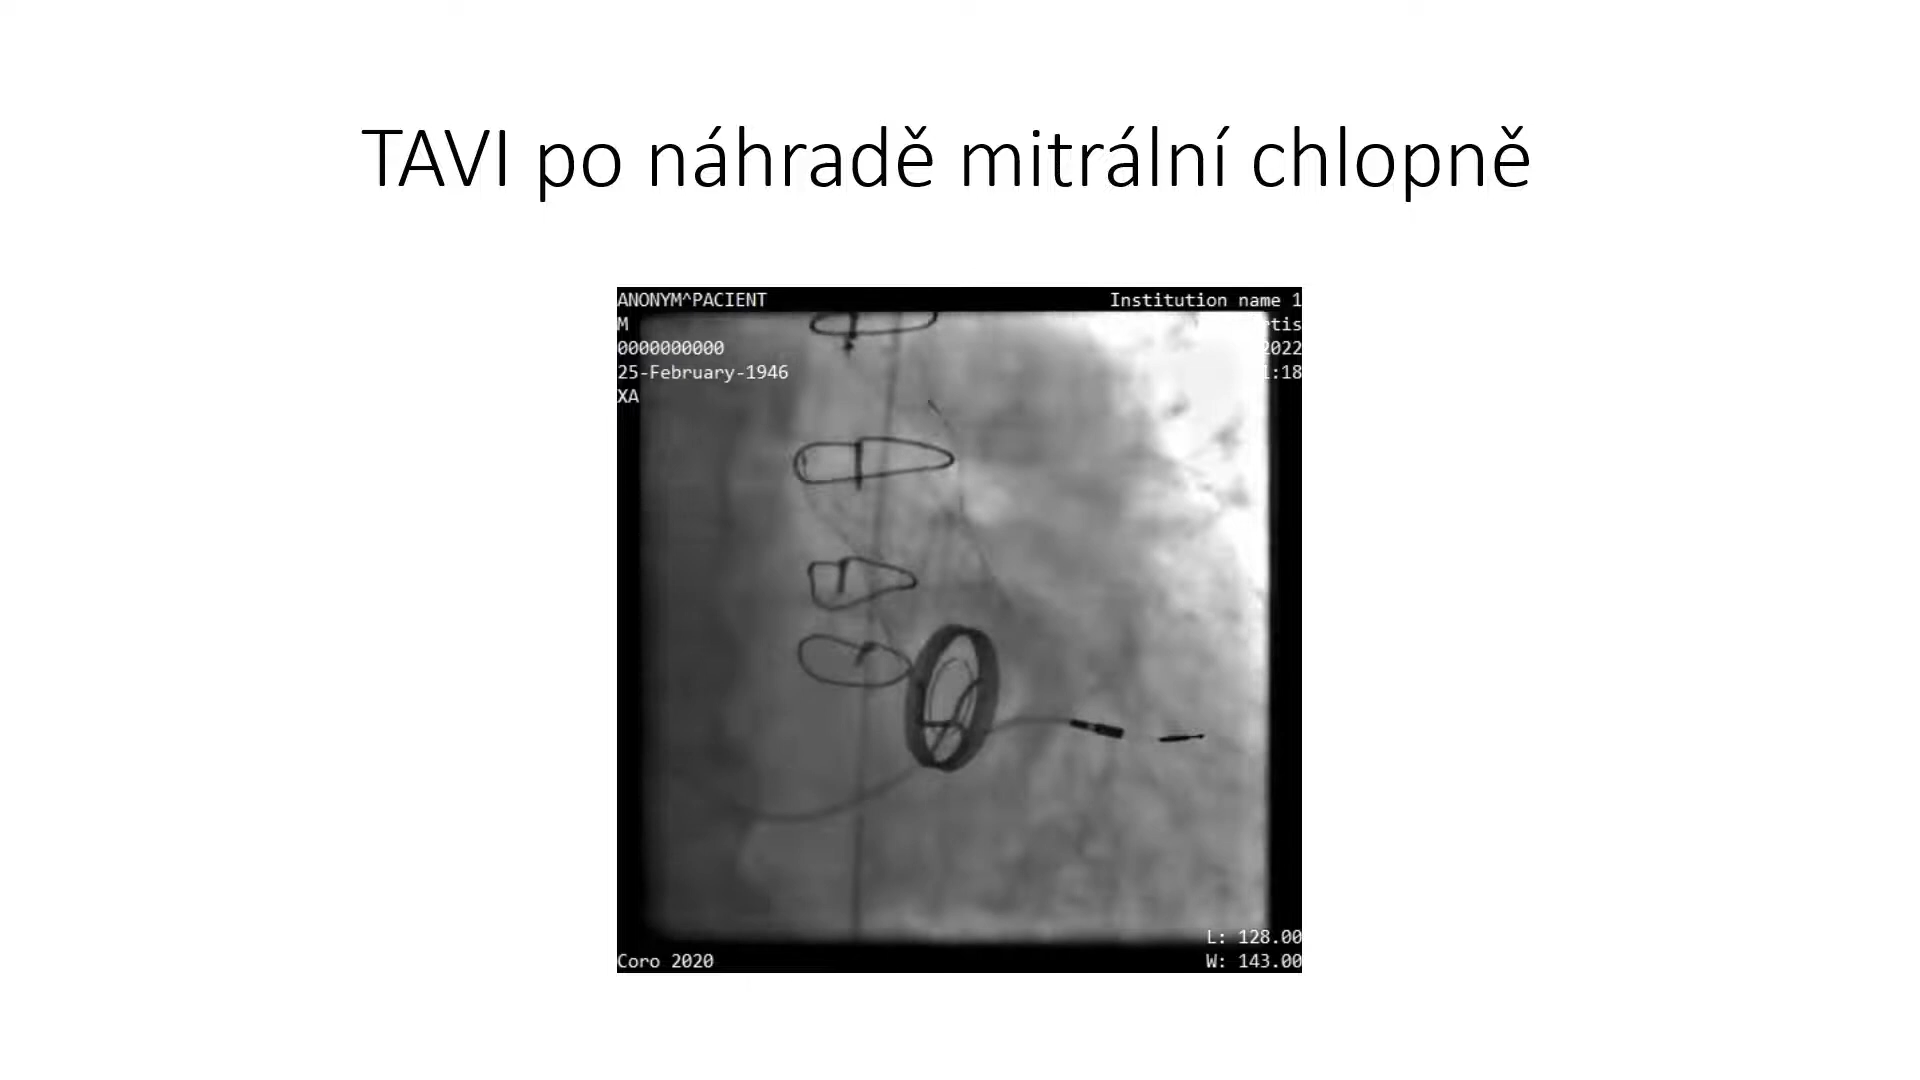 TAVI po náhradě mitrální chlopně
ANONYM^PACIENT
Institution name 1
M
0000000000
2022
25-February-1946
XA
L: 128.00
Coro 2020
W: 143.00